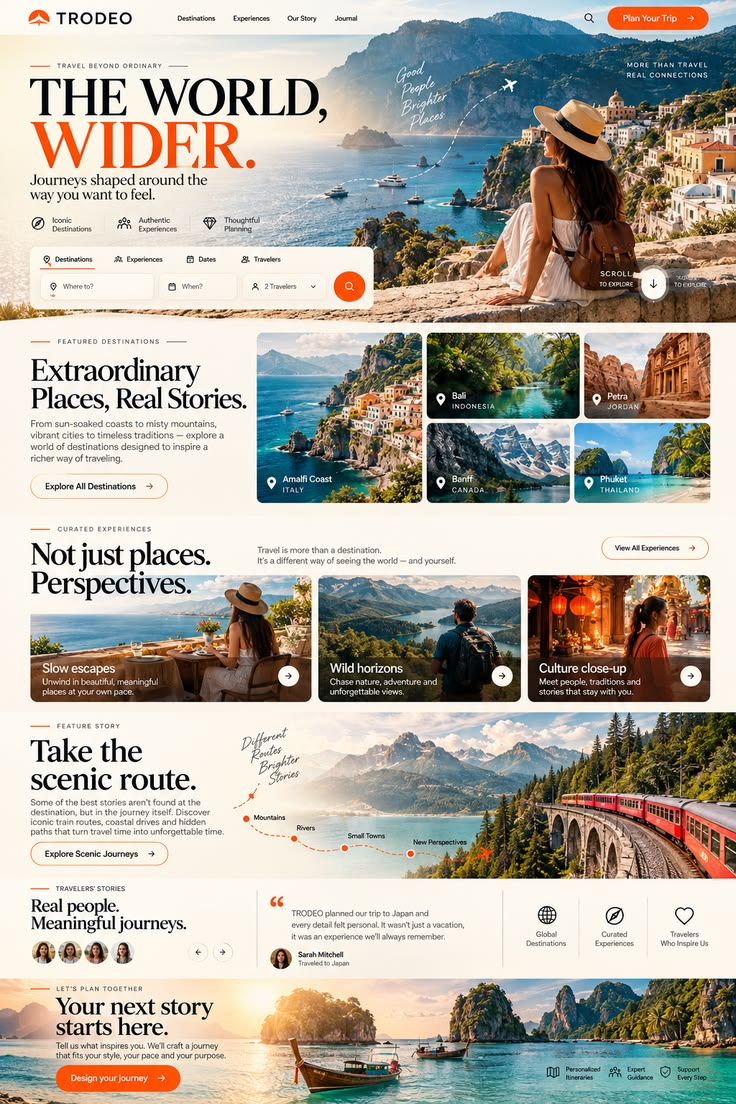 TRODEO
Destinations
Experiences
Our Story
Journal
Plan Your Trip
TRAVEL BEYOND ORDINARY
THE WORLD,
WIDER.
Journeys shaped around the
way you want to feel.
Good
People
Brighter
Places
MORE THAN TRAVEL
REAL CONNECTIONS
Iconic
Destinations
Authentic
Experiences
Thoughtful
Planning
Destinations
Experiences
Dates
Travelers
Where to?
When?
2 Travelers
SCROLL
TO EXPLORE
TO EXPLORE
FEATURED DESTINATIONS
Extraordinary
Places, Real Stories.
From sun-soaked coasts to misty mountains,
vibrant cities to timeless traditions — explore a
world of destinations designed to inspire a
richer way of traveling.
Explore All Destinations
Amalfi Coast
ITALY
Bali
INDONESIA
Petra
JORDAN
Banff
CANADA
Phuket
THAILAND
CURATED EXPERIENCES
Not just places.
Perspectives.
Travel is more than a destination.
It's a different way of seeing the world — and yourself.
View All Experiences
Slow escapes
Unwind in beautiful, meaningful
places at your own pace.
Wild horizons
Chase nature, adventure and
unforgettable views.
Culture close-up
Meet people, traditions and
stories that stay with you.
FEATURE STORY
Take the
scenic route.
Some of the best stories aren't found at the
destination, but in the journey itself. Discover
iconic train routes, coastal drives and hidden
paths that turn travel time into unforgettable time.
Explore Scenic Journeys
Different
Routes
Brighter
Stories
Mountains
Rivers
Small Towns
New Perspectives
TRAVELERS' STORIES
Real people.
Meaningful journeys.
“
TRODEO planned our trip to Japan and
every detail felt personal. It wasn't just a vacation,
it was an experience we'll always remember.
Sarah Mitchell
Traveled to Japan
Global
Destinations
Curated
Experiences
Travelers
Who Inspire Us
LET'S PLAN TOGETHER
Your next story
starts here.
Tell us what inspires you. We'll craft a journey
that fits your style, your pace and your purpose.
Design your journey
Personalized
Itineraries
Expert
Guidance
Support
Every Step